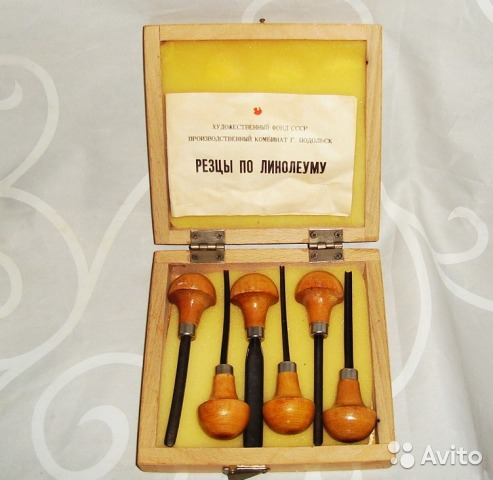 ХУДОЖЕСТВЕННЫЙ ФОНД СССР
ПРОИЗВОДСТВЕННЫЙ КОМБИНАТ Г. ПОДОЛЬСК
РЕЗЦЫ ПО ЛИНОЛЕУМУ
Avito